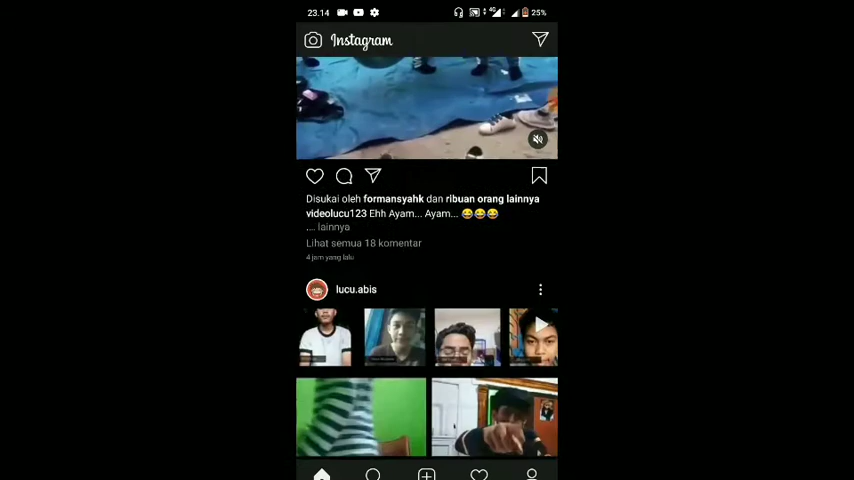 23.14
4G
25%
Instagram
Disukai oleh formansyahk dan ribuan orang lainnya
videolucu123 Ehh Ayam... Ayam... 😂😂😂
.... lainnya
Lihat semua 18 komentar
4 jam yang lalu
lucu.abis